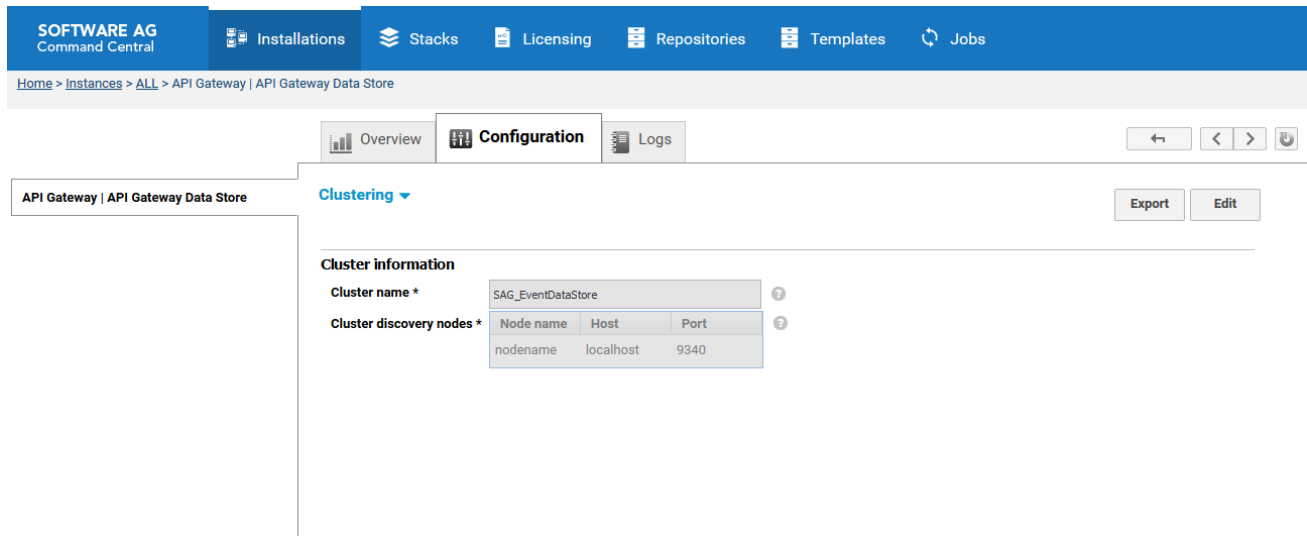 SOFTWARE AG
Command Central
Installations
Stacks
Licensing
Repositories
Templates
Jobs
Home > Instances > ALL > API Gateway | API Gateway Data Store
Overview
Configuration
Logs
API Gateway | API Gateway Data Store
Clustering
Export
Edit
Cluster information
Cluster name *
SAG_EventDataStore
?
Cluster discovery nodes *
Node name Host Port
?
nodename localhost 9340